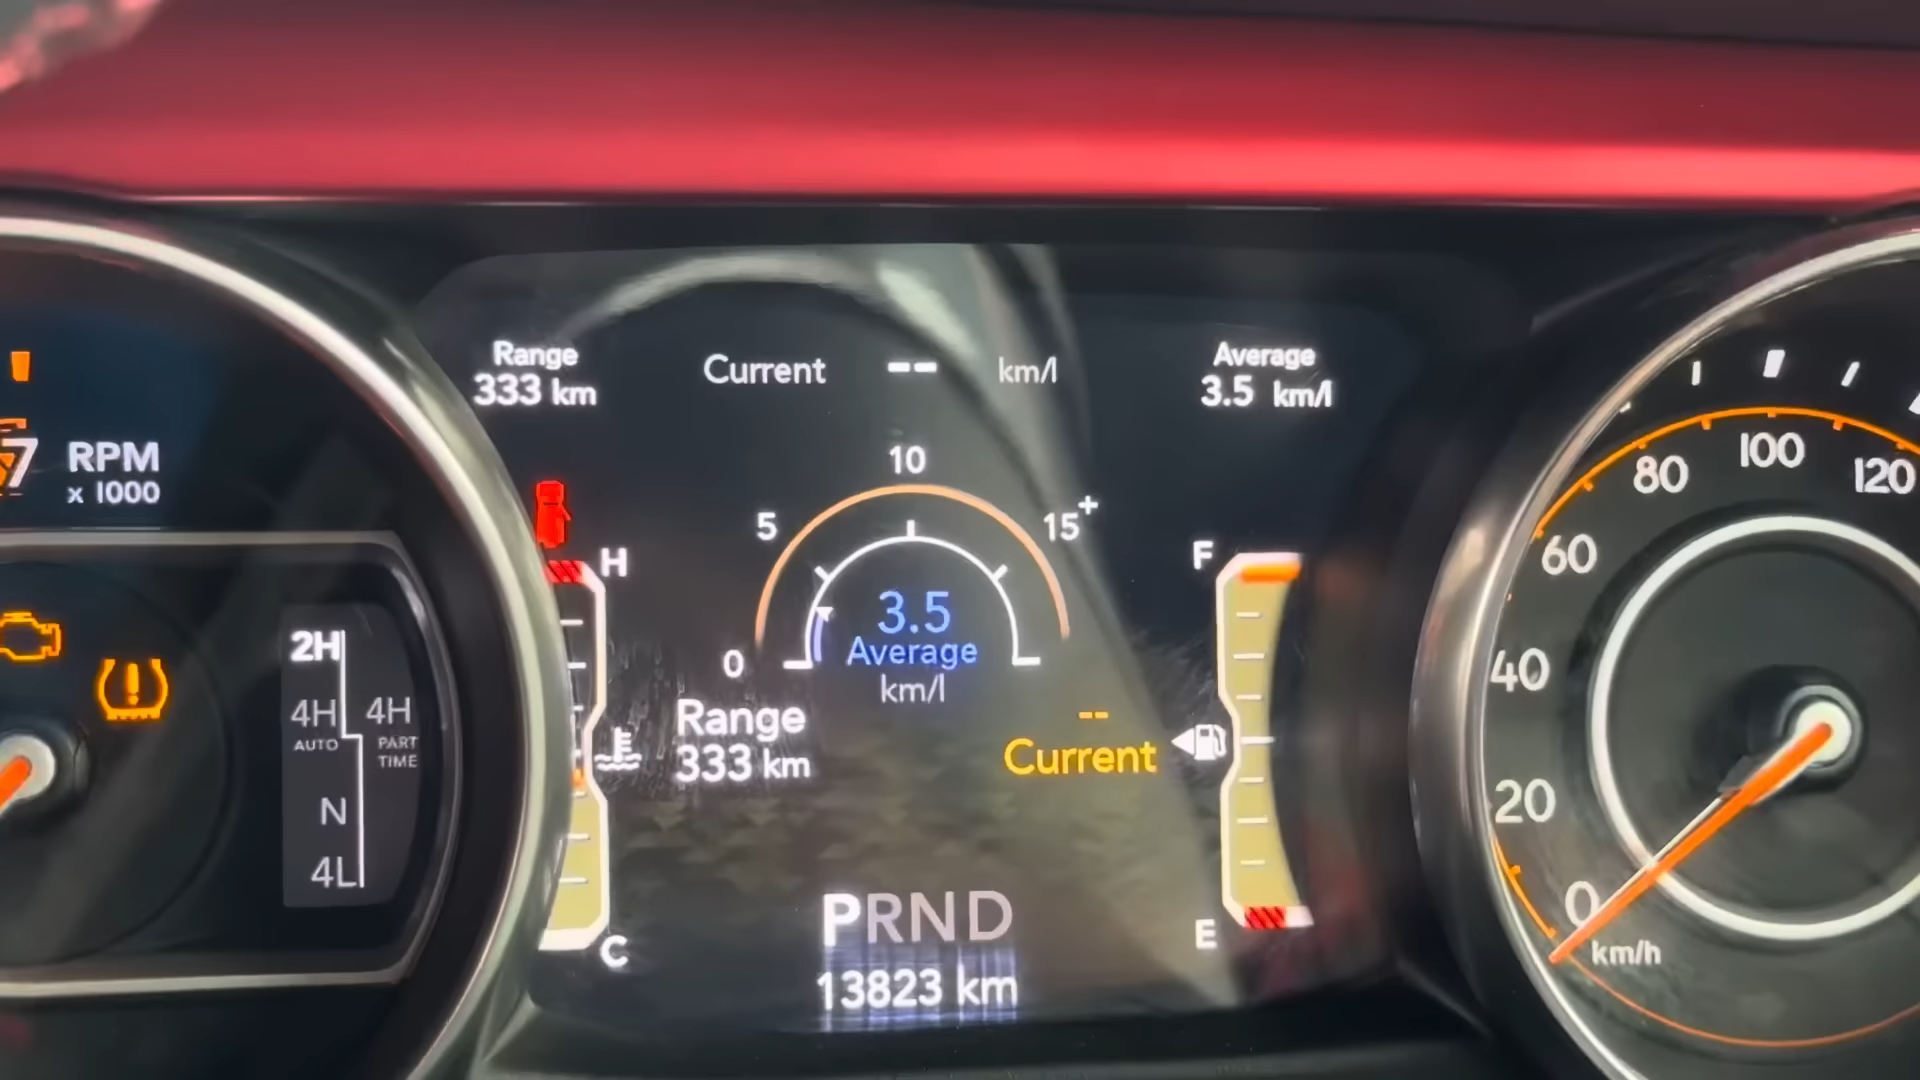 7 RPM
x 1000
2H
4H 4H
AUTO PART
TIME
N
4L
Range
333 km
Current -- km/l
Average
3.5 km/l
H
C
10
5 15+
0
3.5
Average
km/l
Range
333 km
--
Current
F
E
PRND
13823 km
0
20
40
60
80
100
120
km/h